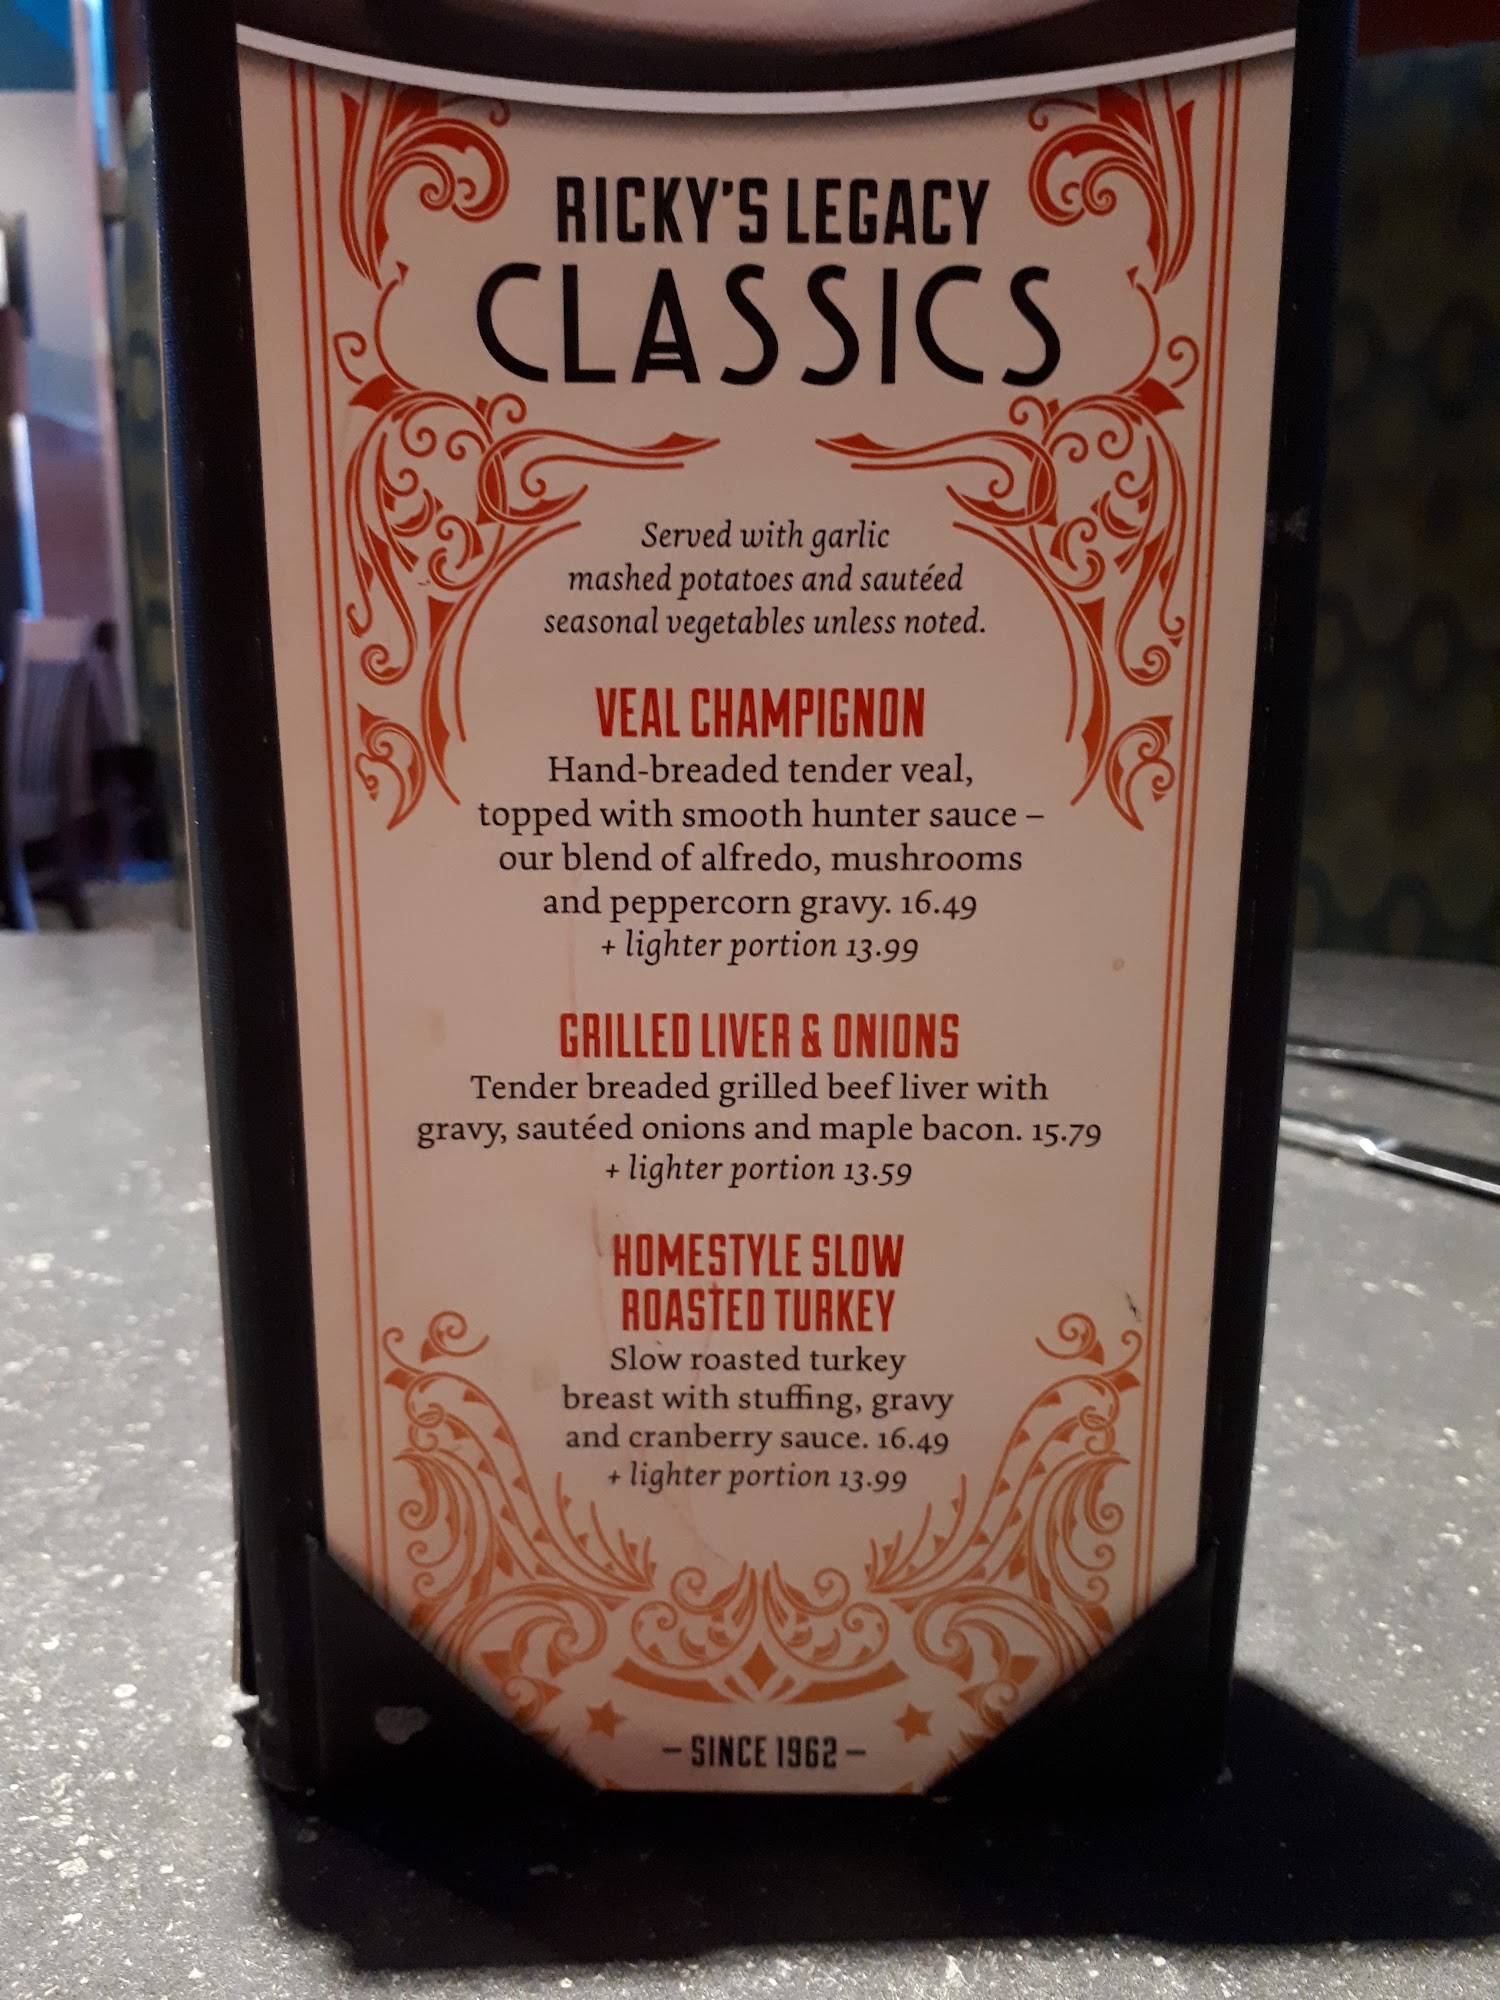 RICKY'S LEGACY
CLASSICS
Served with garlic
mashed potatoes and sautéed
seasonal vegetables unless noted.
VEAL CHAMPIGNON
Hand-breaded tender veal,
topped with smooth hunter sauce –
our blend of alfredo, mushrooms
and peppercorn gravy. 16.49
+ lighter portion 13.99
GRILLED LIVER & ONIONS
Tender breaded grilled beef liver with
gravy, sautéed onions and maple bacon. 15.79
+ lighter portion 13.59
HOMESTYLE SLOW
ROASTED TURKEY
Slow roasted turkey
breast with stuffing, gravy
and cranberry sauce. 16.49
+ lighter portion 13.99
– SINCE 1962 –